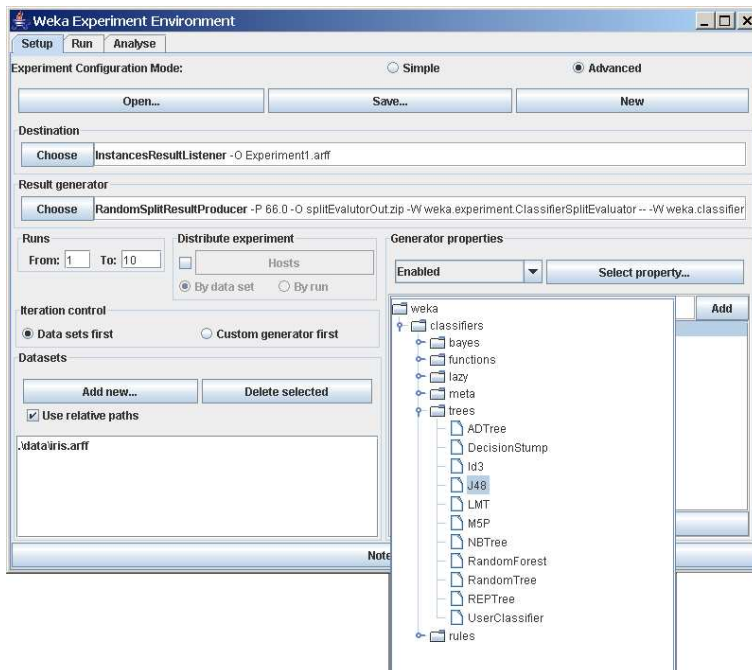 Weka Experiment Environment
Setup Run Analyse
Experiment Configuration Mode: Simple Advanced
Open... Save... New
Destination
Choose InstancesResultListener -O Experiment1.arff
Result generator
Choose RandomSplitResultProducer -P 66.0 -O splitEvalutorOut.zip -W weka.experiment.ClassifierSplitEvaluator -- -W weka.classifier
Runs
From: 1 To: 10
Distribute experiment
Hosts
By data set By run
Generator properties
Enabled Select property...
Add
Iteration control
Data sets first Custom generator first
Datasets
Add new... Delete selected
Use relative paths
.\data\iris.arff
weka
classifiers
bayes
functions
lazy
meta
trees
ADTree
DecisionStump
Id3
J48
LMT
M5P
NBTree
RandomForest
RandomTree
REPTree
UserClassifier
rules
Note